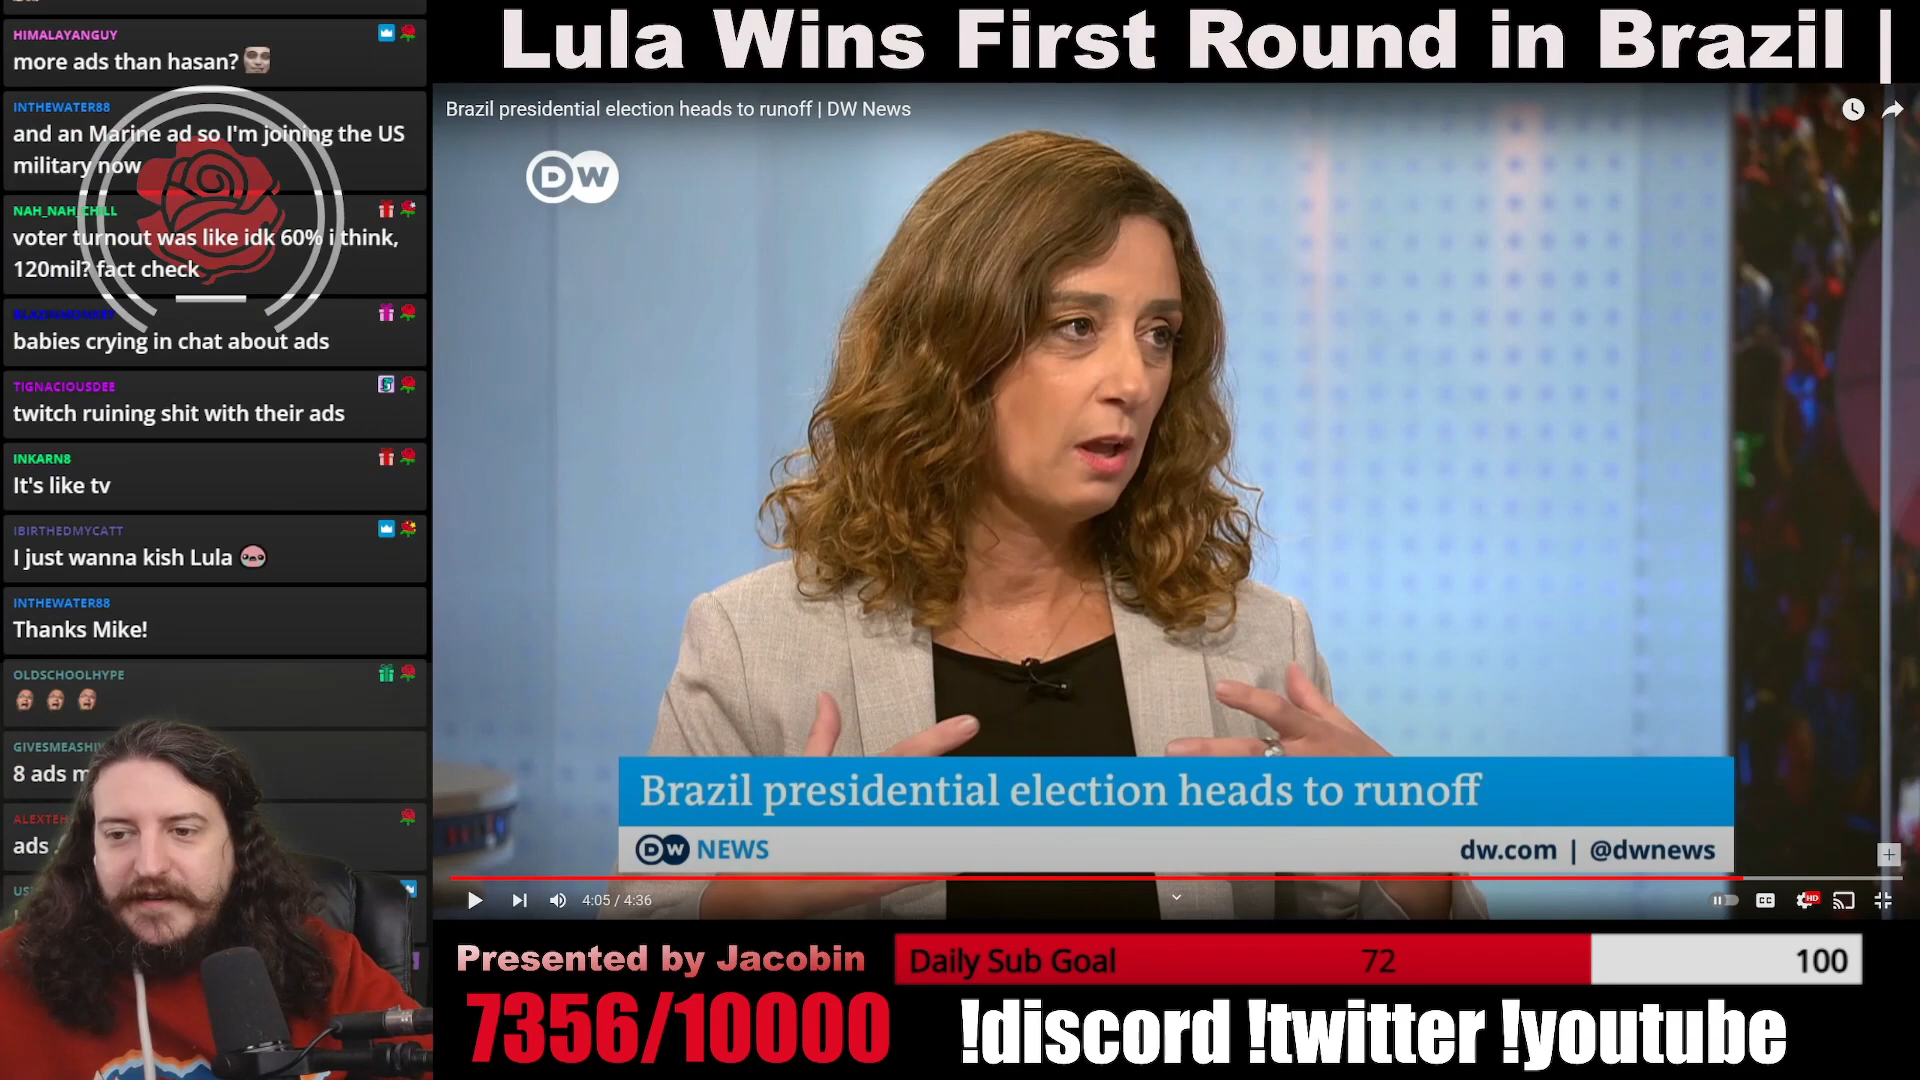 Lula Wins First Round in Brazil |
HIMALAYANGUY
more ads than hasan?
INTHEWATER88
and an Marine ad so I'm joining the US
military now
NAH_NAH_CHILL
voter turnout was like idk 60% i think,
120mil? fact check
babies crying in chat about ads
TIGNACIOUSDEE
twitch ruining shit with their ads
INKARN8
It's like tv
IBIRTHEDMYCATT
I just wanna kish Lula
INTHEWATER88
Thanks Mike!
OLDSCHOOLHYPE
8 ads
ads
Brazil presidential election heads to runoff | DW News
DW
Brazil presidential election heads to runoff
DW NEWS
dw.com | @dwnews
4:05 / 4:36
CC
HD
Presented by Jacobin
Daily Sub Goal 72 100
7356/10000
!discord !twitter !youtube